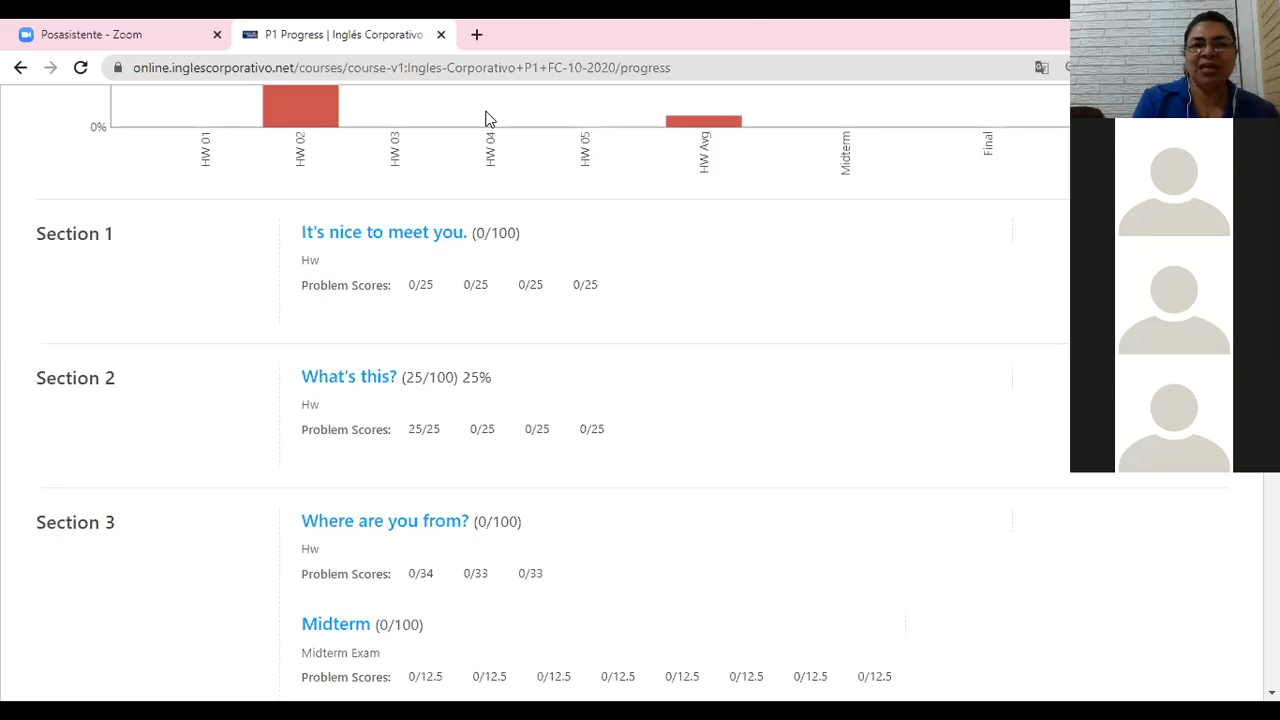 Posasistente - Zoom
P1 Progress | Inglés Corporativo
online.inglescorporativo.net/courses/cou
+P1+FC-10-2020/progress
0%
HW 01
HW 02
HW 03
HW 04
HW 05
HW Avg
Midterm
Final
Section 1
It's nice to meet you. (0/100)
Hw
Problem Scores: 0/25 0/25 0/25 0/25
Section 2
What's this? (25/100) 25%
Hw
Problem Scores: 25/25 0/25 0/25 0/25
Section 3
Where are you from? (0/100)
Hw
Problem Scores: 0/34 0/33 0/33
Midterm (0/100)
Midterm Exam
Problem Scores: 0/12.5 0/12.5 0/12.5 0/12.5 0/12.5 0/12.5 0/12.5 0/12.5